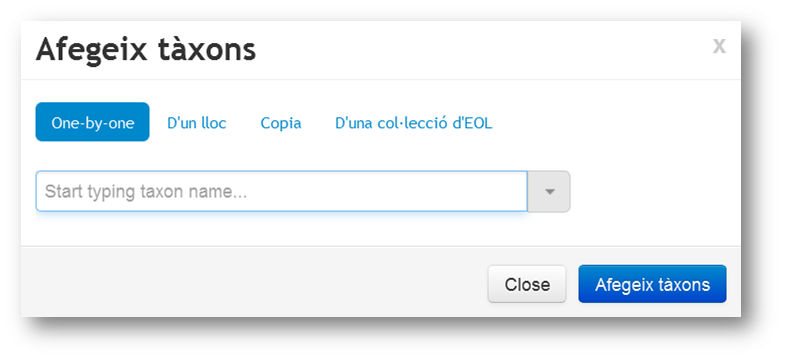 Afegeix tàxons
x
One-by-one D'un lloc Copia D'una col·lecció d'EOL
Start typing taxon name...
Close Afegeix tàxons